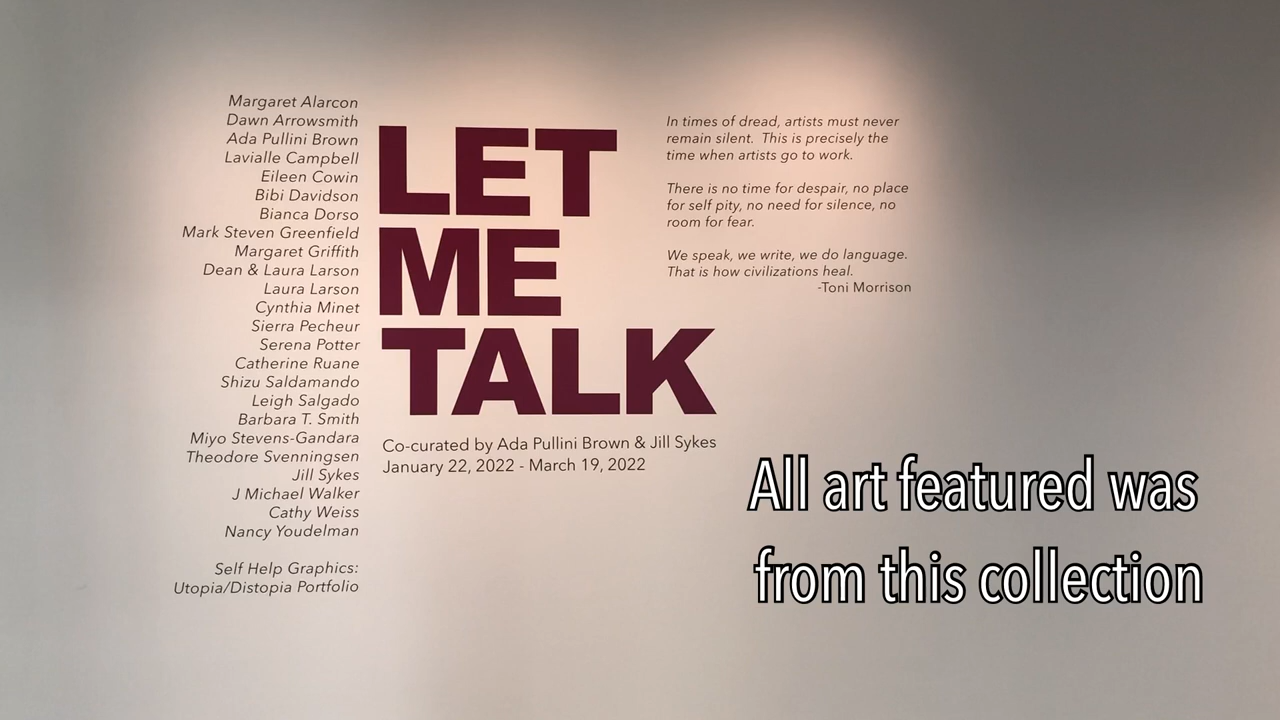 Margaret Alarcon
Dawn Arrowsmith
Ada Pullini Brown
Lavialle Campbell
Eileen Cowin
Bibi Davidson
Bianca Dorso
Mark Steven Greenfield
Margaret Griffith
Dean & Laura Larson
Laura Larson
Cynthia Minet
Sierra Pecheur
Serena Potter
Catherine Ruane
Shizu Saldamando
Leigh Salgado
Barbara T. Smith
Miyo Stevens-Gandara
Theodore Svenningsen
Jill Sykes
J Michael Walker
Cathy Weiss
Nancy Youdelman
Self Help Graphics:
Utopia/Distopia Portfolio
LET
ME
TALK
Co-curated by Ada Pullini Brown & Jill Sykes
January 22, 2022 - March 19, 2022
In times of dread, artists must never
remain silent. This is precisely the
time when artists go to work.
There is no time for despair, no place
for self pity, no need for silence, no
room for fear.
We speak, we write, we do language.
That is how civilizations heal.
-Toni Morrison
All art featured was
from this collection